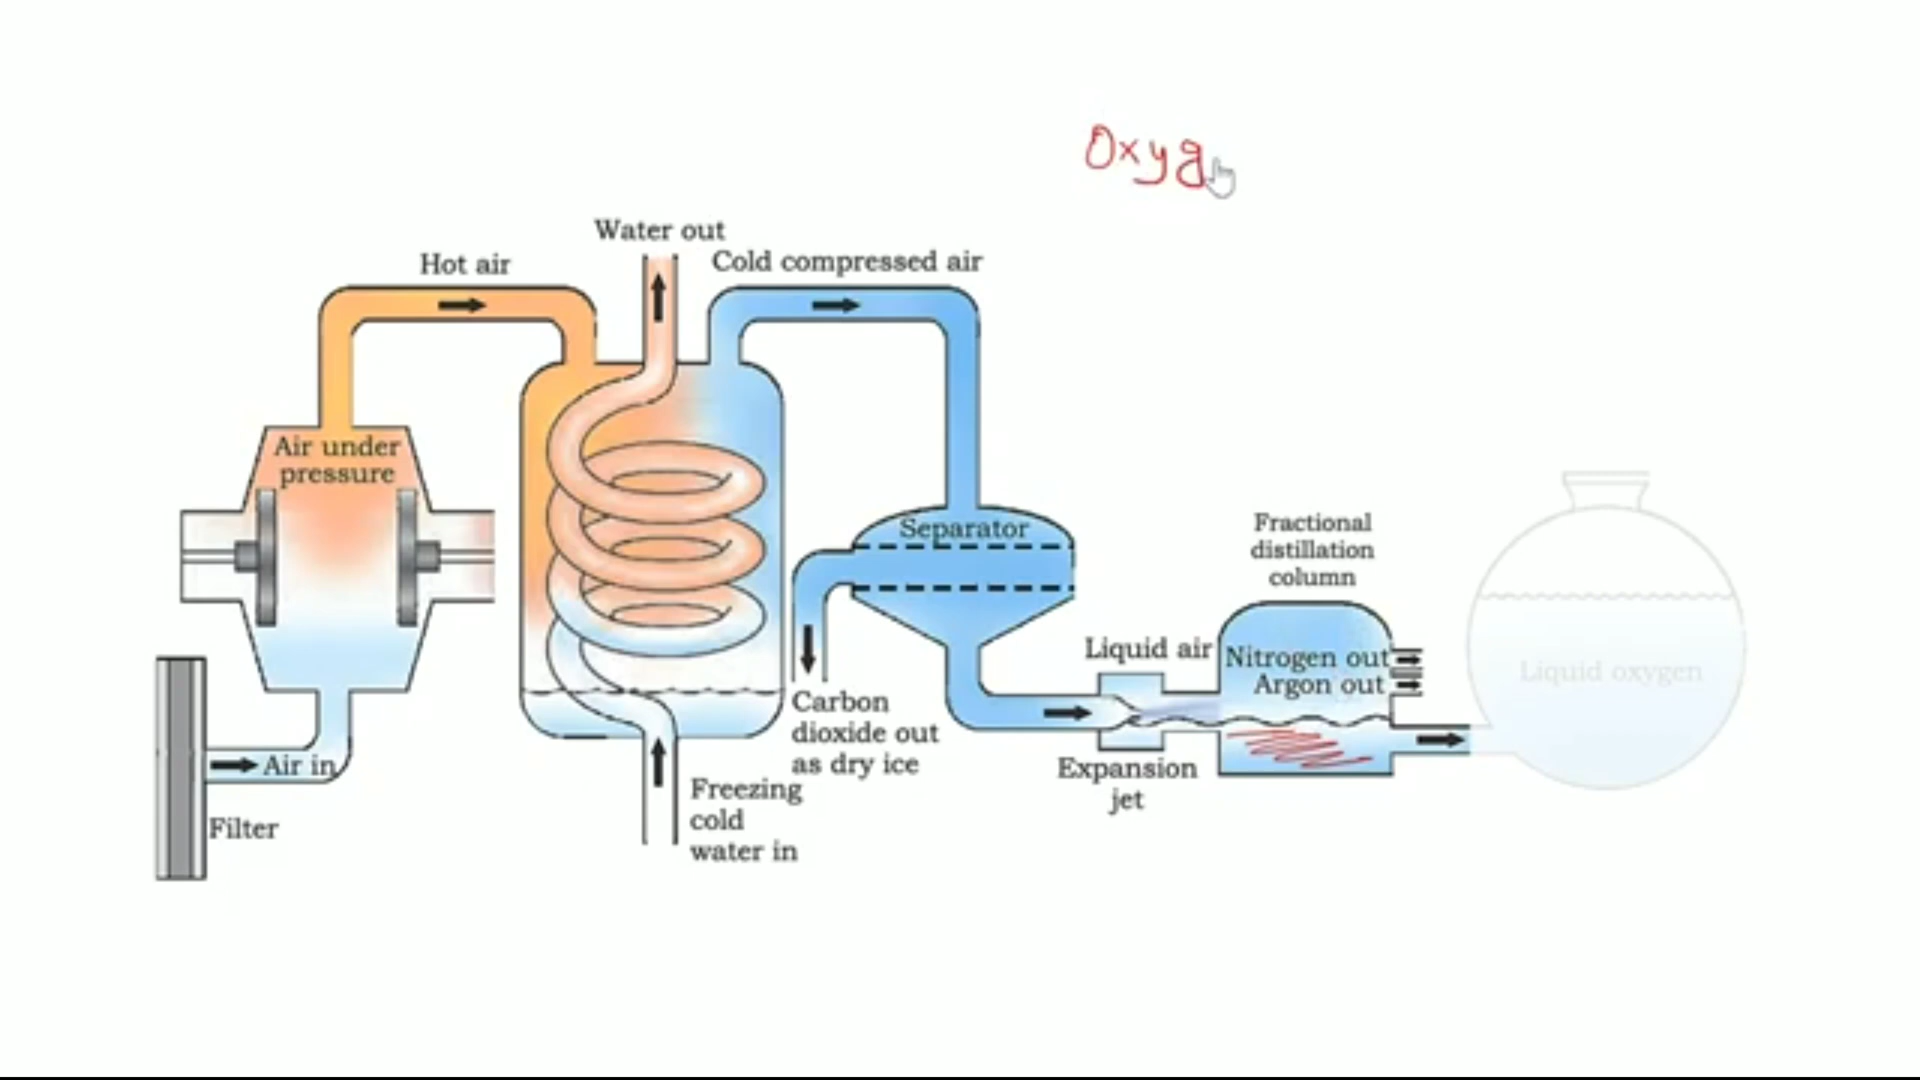 Oxyg
Water out
Hot air
Cold compressed air
Air under
pressure
Separator
Fractional
distillation
column
Liquid air
Nitrogen out
Argon out
Liquid oxygen
Carbon
dioxide out
as dry ice
Air in
Expansion
jet
Freezing
cold
water in
Filter